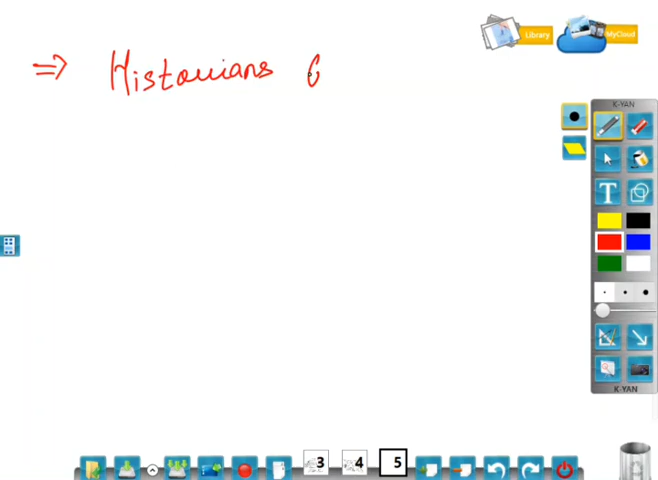 Library
MyCloud
⇒ Historians
K-YAN
T
K-YAN
3 4 5